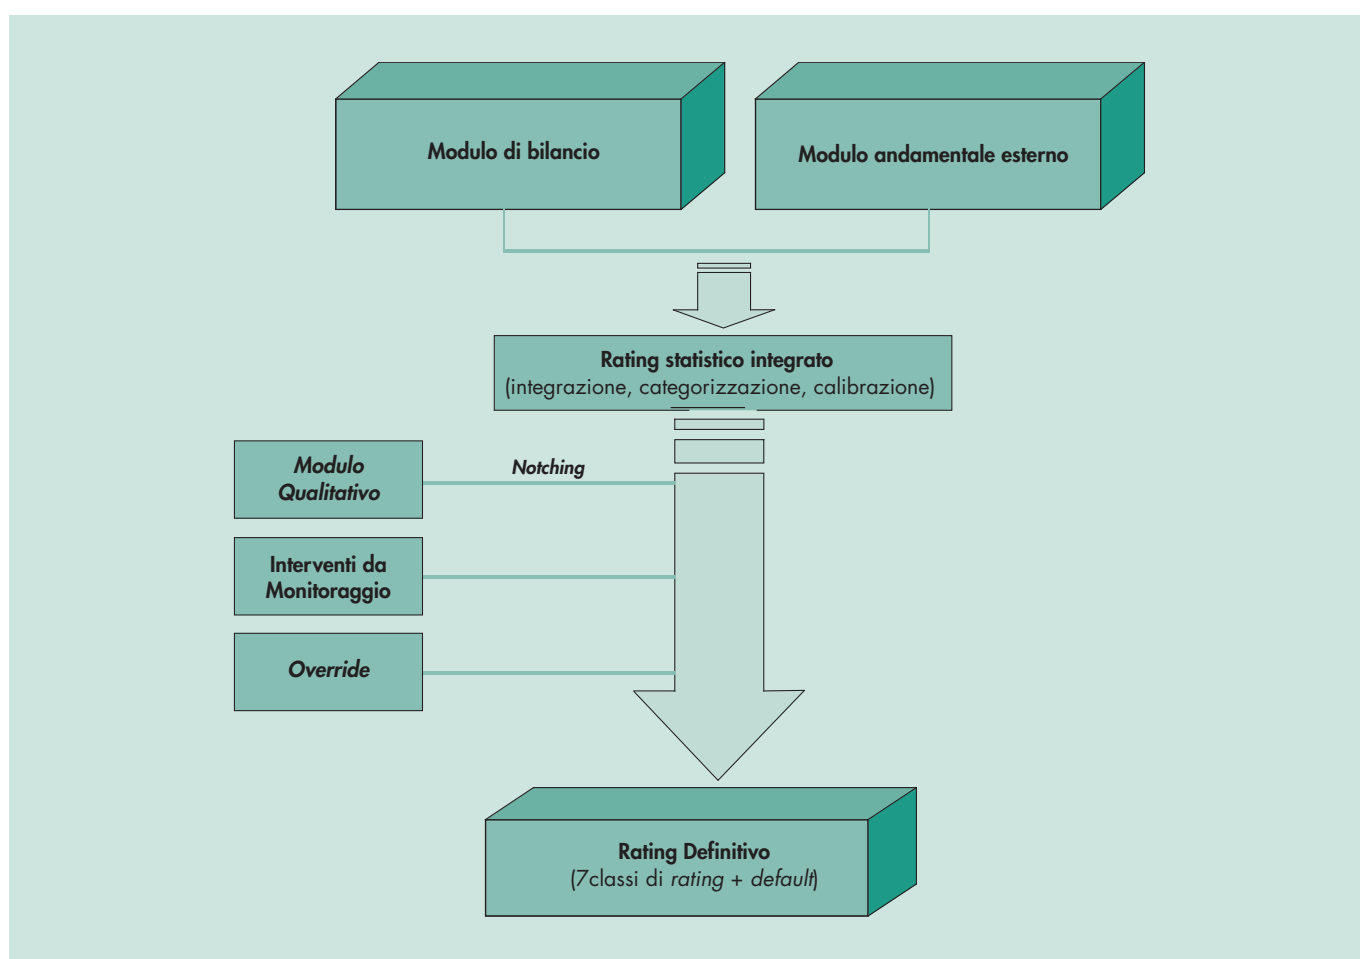 Modulo di bilancio
Modulo andamentale esterno
Rating statistico integrato
(integrazione, categorizzazione, calibrazione)
Modulo
Qualitativo
Notching
Interventi da
Monitoraggio
Override
Rating Definitivo
(7classi di rating + default)